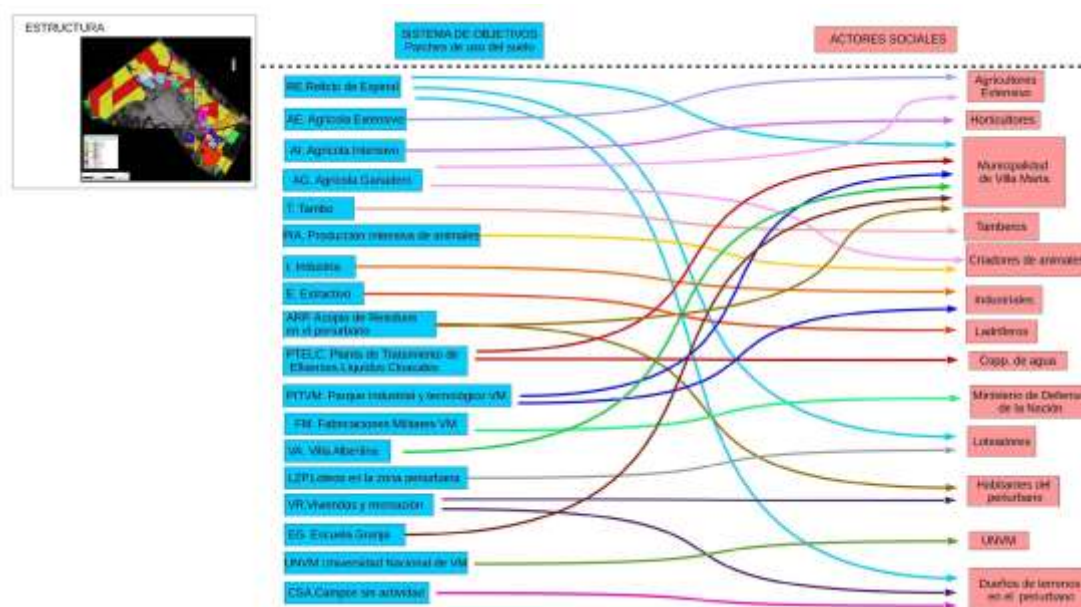 ESTRUCTURA
SISTEMA DE OBJETIVOS
Parches de uso del suelo
ACTORES SOCIALES
RE.Relicto de Espinal
AE. Agrícola Extensivo
AI. Agrícola Intensivo
AG. Agrícola Ganadero
T. Tambo
PIA. Producción intensiva de animales
I. Industria
E. Extractivo
ARP. Acopio de Residuos
en el periurbano
PTELC. Planta de Tratamiento de
Efluentes Líquidos Cloacales
PITVM. Parque Industrial y tecnológico VM
FM. Fabricaciones Militares VM
VA. Villa Albertina
LZP.Loteos en la zona periurbana
VR.Viviendas y recreación
EG. Escuela Granja
UNVM.Universidad Nacional de VM
CSA.Campos sin actividad
Agricultores
Extensivo
Horticultores
Municipalidad
de Villa María
Tamberos
Criadores de animales
Industriales
Ladrilleros
Copp. de agua
Ministerio de Defensa
de la Nación
Loteadores
Habitantes del
periurbano
UNVM
Dueños de terrenos
en el periurbano